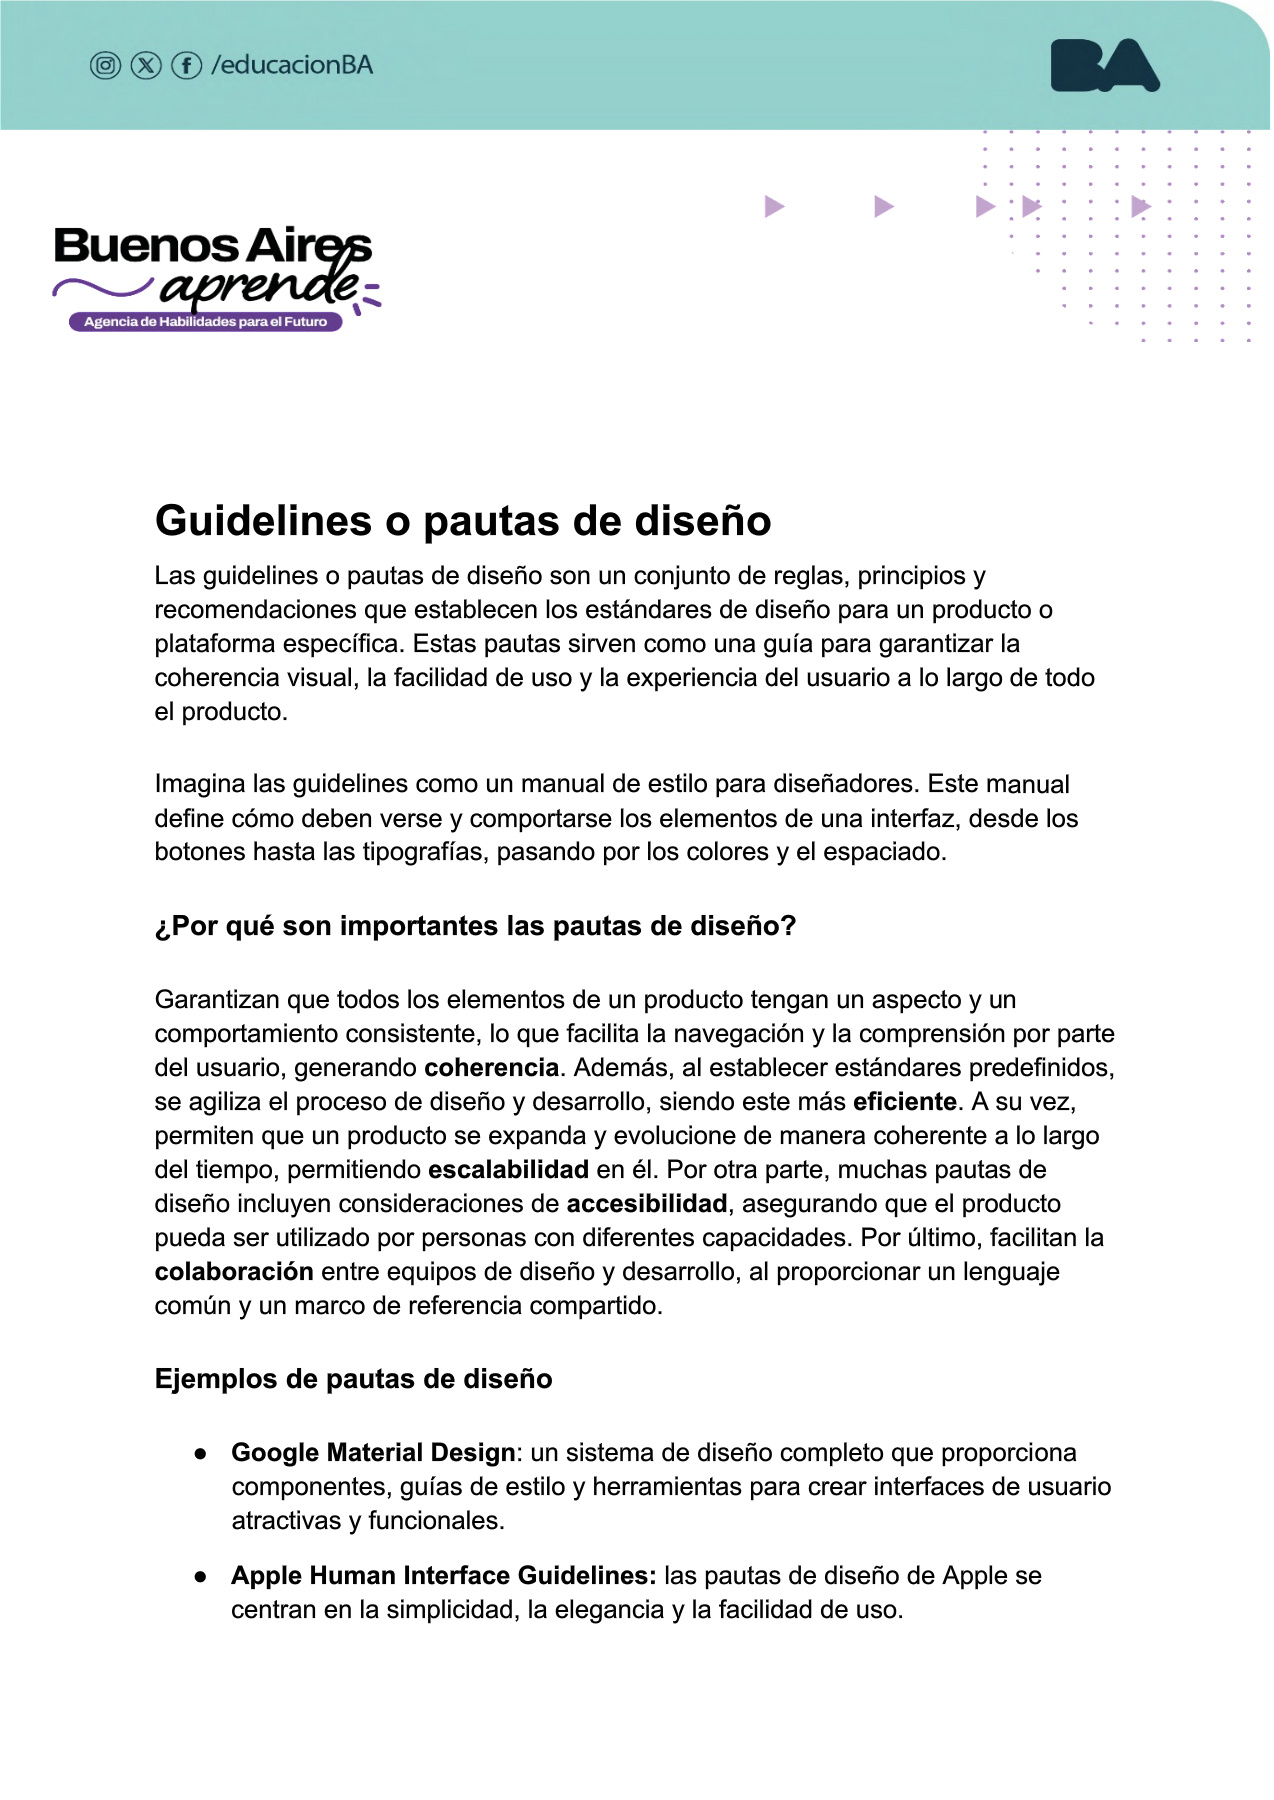 /educacionBA
BA
Buenos Aires
aprende
Agencia de Habilidades para el Futuro
Guidelines o pautas de diseño
Las guidelines o pautas de diseño son un conjunto de reglas, principios y
recomendaciones que establecen los estándares de diseño para un producto o
plataforma específica. Estas pautas sirven como una guía para garantizar la
coherencia visual, la facilidad de uso y la experiencia del usuario a lo largo de todo
el producto.
Imagina las guidelines como un manual de estilo para diseñadores. Este manual
define cómo deben verse y comportarse los elementos de una interfaz, desde los
botones hasta las tipografías, pasando por los colores y el espaciado.
¿Por qué son importantes las pautas de diseño?
Garantizan que todos los elementos de un producto tengan un aspecto y un
comportamiento consistente, lo que facilita la navegación y la comprensión por parte
del usuario, generando coherencia. Además, al establecer estándares predefinidos,
se agiliza el proceso de diseño y desarrollo, siendo este más eficiente. A su vez,
permiten que un producto se expanda y evolucione de manera coherente a lo largo
del tiempo, permitiendo escalabilidad en él. Por otra parte, muchas pautas de
diseño incluyen consideraciones de accesibilidad, asegurando que el producto
pueda ser utilizado por personas con diferentes capacidades. Por último, facilitan la
colaboración entre equipos de diseño y desarrollo, al proporcionar un lenguaje
común y un marco de referencia compartido.
Ejemplos de pautas de diseño
● Google Material Design: un sistema de diseño completo que proporciona
componentes, guías de estilo y herramientas para crear interfaces de usuario
atractivas y funcionales.
● Apple Human Interface Guidelines: las pautas de diseño de Apple se
centran en la simplicidad, la elegancia y la facilidad de uso.